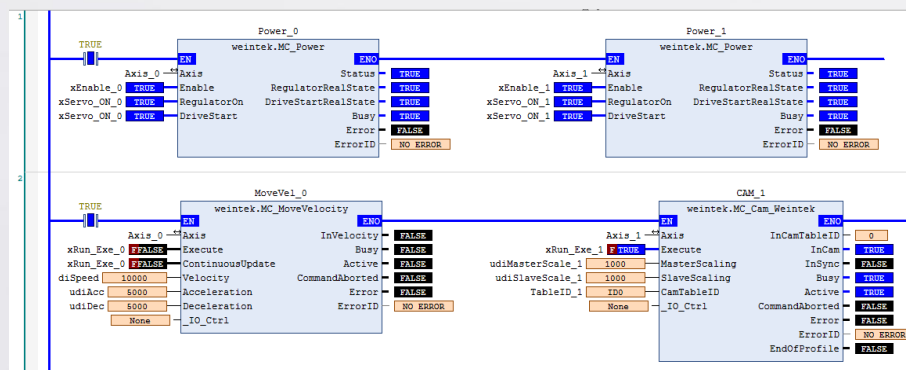 1
TRUE
Power_0
weintek.MC_Power
EN ENO
Axis_0 Axis Status TRUE
xEnable_0 TRUE Enable RegulatorRealState TRUE
xServo_ON_0 TRUE RegulatorOn DriveStartRealState TRUE
xServo_ON_0 TRUE DriveStart Busy TRUE
Error FALSE
ErrorID NO ERROR
Power_1
weintek.MC_Power
EN ENO
Axis_1 Axis Status TRUE
xEnable_1 TRUE Enable RegulatorRealState TRUE
xServo_ON_1 TRUE RegulatorOn DriveStartRealState TRUE
xServo_ON_1 TRUE DriveStart Busy TRUE
Error FALSE
ErrorID NO ERROR
2
TRUE
MoveVel_0
weintek.MC_MoveVelocity
EN ENO
Axis_0 Axis InVelocity FALSE
xRun_Exe_0 F FALSE Execute Busy FALSE
xRun_Exe_0 F FALSE ContinuousUpdate Active FALSE
diSpeed 10000 Velocity CommandAborted FALSE
udiAcc 5000 Acceleration Error FALSE
udiDec 5000 Deceleration ErrorID NO ERROR
None _IO_Ctrl
CAM_1
weintek.MC_Cam_Weintek
EN ENO
Axis_1 Axis InCamTableID 0
xRun_Exe_1 F TRUE Execute InCam TRUE
udiMasterScale_1 1000 MasterScaling InSync FALSE
udiSlaveScale_1 1000 SlaveScaling Busy TRUE
TableID_1 ID0 CamTableID Active TRUE
None _IO_Ctrl CommandAborted FALSE
Error FALSE
ErrorID NO ERROR
EndOfProfile FALSE